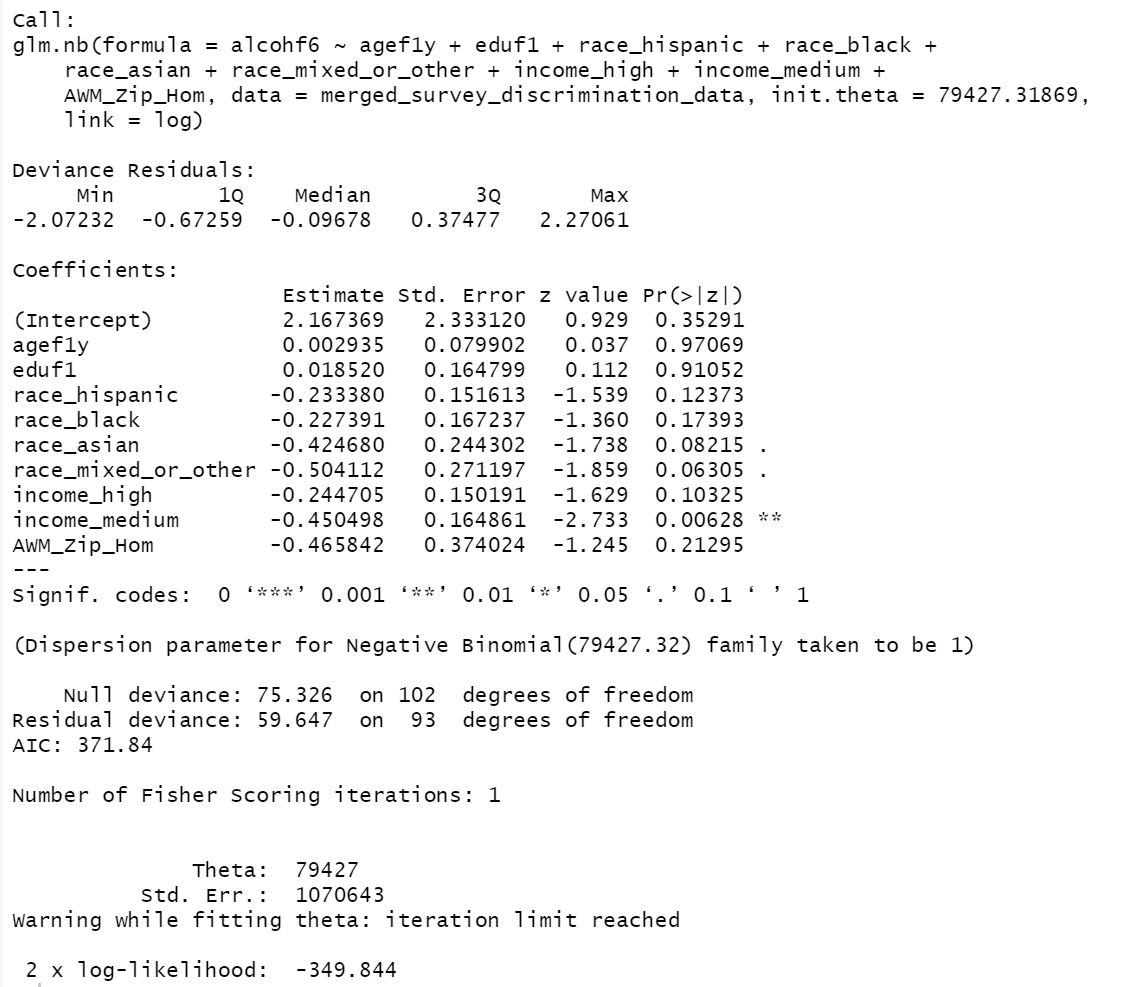 Call:
glm.nb(formula = alcohf6 ~ agef1y + eduf1 + race_hispanic + race_black +
    race_asian + race_mixed_or_other + income_high + income_medium +
    AWM_Zip_Hom, data = merged_survey_discrimination_data, init.theta = 79427.31869,
    link = log)

Deviance Residuals:
     Min        1Q    Median        3Q       Max
-2.07232  -0.67259  -0.09678   0.37477   2.27061

Coefficients:
                     Estimate Std. Error z value Pr(>|z|)
(Intercept)          2.167369   2.333120   0.929  0.35291
agef1y               0.002935   0.079902   0.037  0.97069
eduf1                0.018520   0.164799   0.112  0.91052
race_hispanic       -0.233380   0.151613  -1.539  0.12373
race_black          -0.227391   0.167237  -1.360  0.17393
race_asian          -0.424680   0.244302  -1.738  0.08215 .
race_mixed_or_other -0.504112   0.271197  -1.859  0.06305 .
income_high         -0.244705   0.150191  -1.629  0.10325
income_medium       -0.450498   0.164861  -2.733  0.00628 **
AWM_Zip_Hom         -0.465842   0.374024  -1.245  0.21295
---
Signif. codes:  0 ‘***’ 0.001 ‘**’ 0.01 ‘*’ 0.05 ‘.’ 0.1 ‘ ’ 1

(Dispersion parameter for Negative Binomial(79427.32) family taken to be 1)

    Null deviance: 75.326  on 102  degrees of freedom
Residual deviance: 59.647  on  93  degrees of freedom
AIC: 371.84

Number of Fisher Scoring iterations: 1


              Theta:  79427
          Std. Err.:  1070643
Warning while fitting theta: iteration limit reached

 2 x log-likelihood:  -349.844